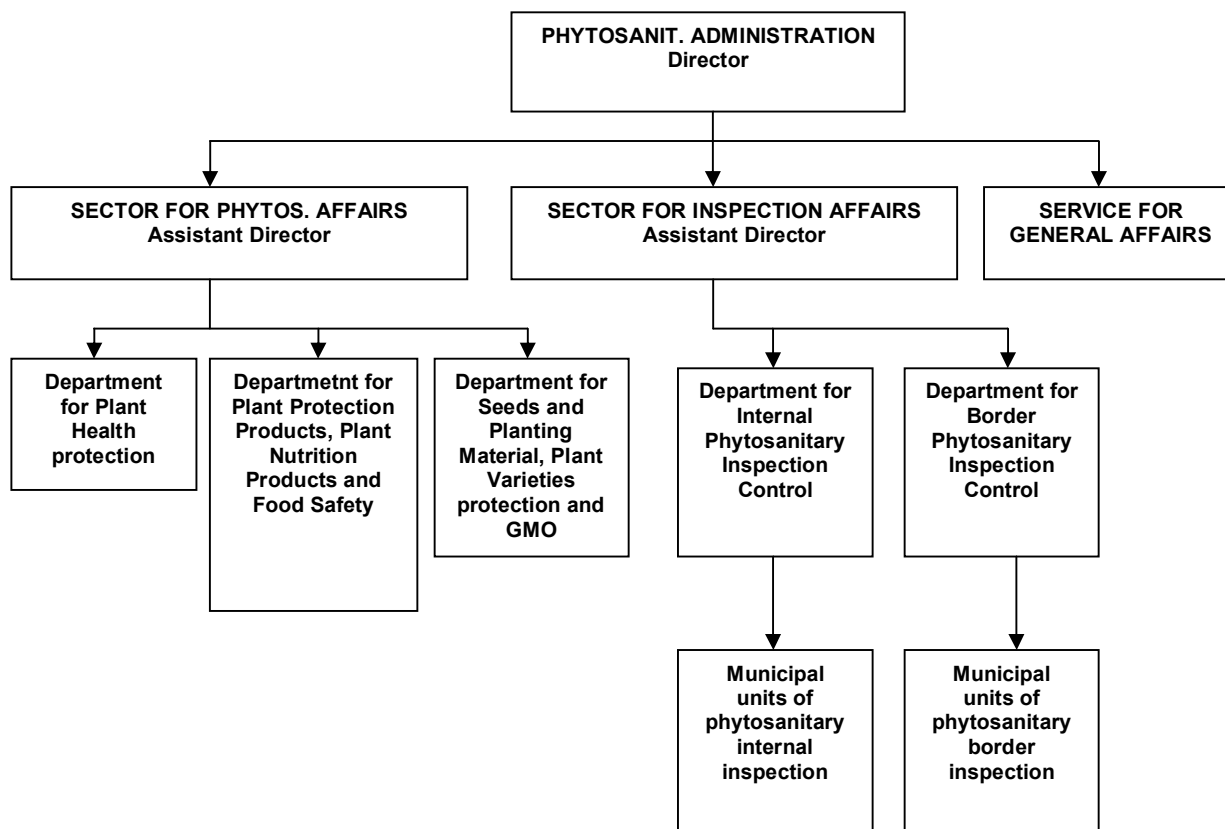 PHYTOSANIT. ADMINISTRATION
Director
SECTOR FOR PHYTOS. AFFAIRS
Assistant Director
SECTOR FOR INSPECTION AFFAIRS
Assistant Director
SERVICE FOR
GENERAL AFFAIRS
Department
for Plant
Health
protection
Departmetnt for
Plant Protection
Products, Plant
Nutrition
Products and
Food Safety
Department for
Seeds and
Planting
Material, Plant
Varieties
protection and
GMO
Department for
Internal
Phytosanitary
Inspection
Control
Department for
Border
Phytosanitary
Inspection
Control
Municipal
units of
phytosanitary
internal
inspection
Municipal
units of
phytosanitary
border
inspection